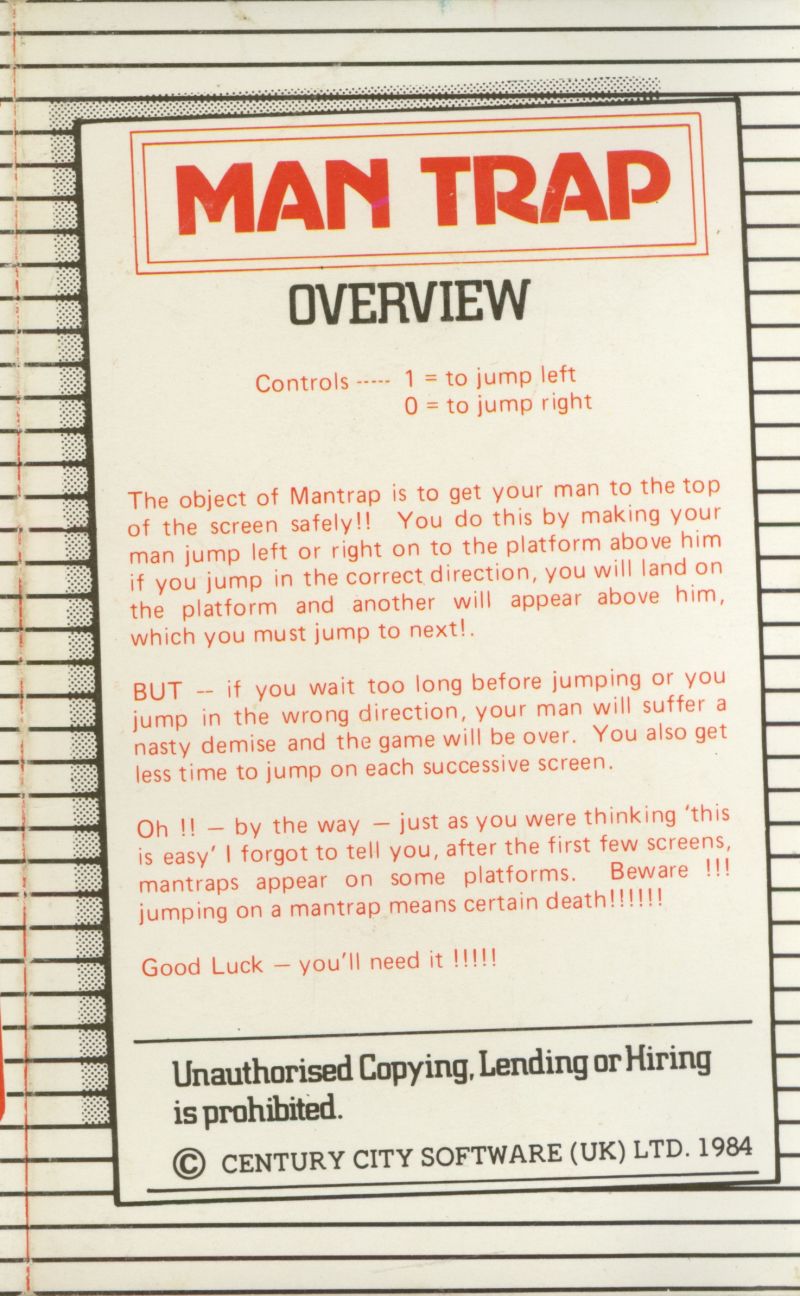 MAN TRAP
OVERVIEW
Controls ----- 1 = to jump left
0 = to jump right
The object of Mantrap is to get your man to the top
of the screen safely!! You do this by making your
man jump left or right on to the platform above him
if you jump in the correct direction, you will land on
the platform and another will appear above him,
which you must jump to next!.
BUT -- if you wait too long before jumping or you
jump in the wrong direction, your man will suffer a
nasty demise and the game will be over. You also get
less time to jump on each successive screen.
Oh !! — by the way — just as you were thinking 'this
is easy' I forgot to tell you, after the first few screens,
mantraps appear on some platforms. Beware !!!
jumping on a mantrap means certain death!!!!!!
Good Luck — you'll need it !!!!!
Unauthorised Copying, Lending or Hiring
is prohibited.
© CENTURY CITY SOFTWARE (UK) LTD. 1984